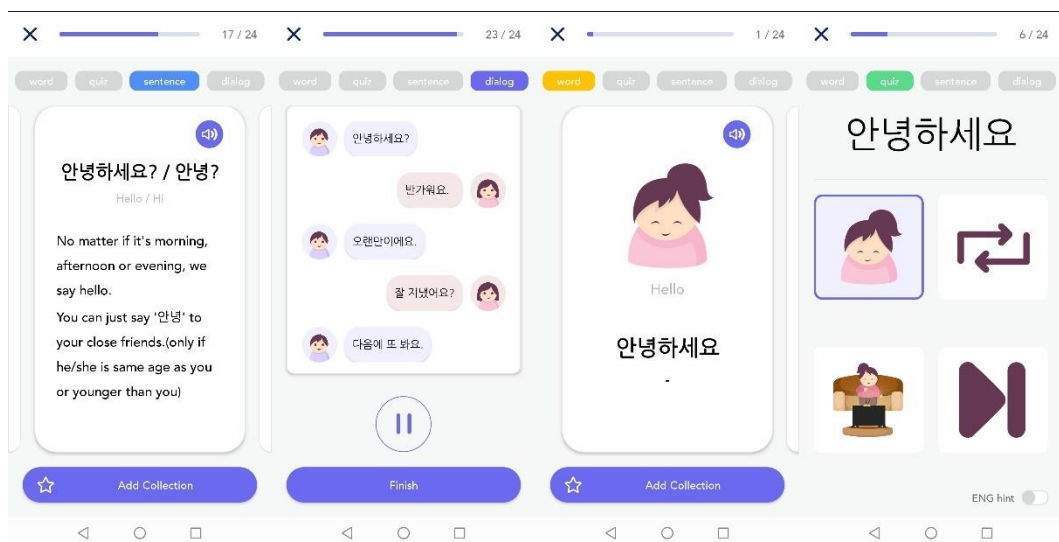 17 / 24
word quiz sentence dialog
안녕하세요? / 안녕?
Hello / Hi
No matter if it's morning,
afternoon or evening, we
say hello.
You can just say '안녕' to
your close friends.(only if
he/she is same age as you
or younger than you)
Add Collection
23 / 24
word quiz sentence dialog
안녕하세요?
반가워요.
오랜만이에요.
잘 지냈어요?
다음에 또 봐요.
Finish
1 / 24
word quiz sentence dialog
Hello
안녕하세요
-
Add Collection
6 / 24
word quiz sentence dialog
안녕하세요
ENG hint